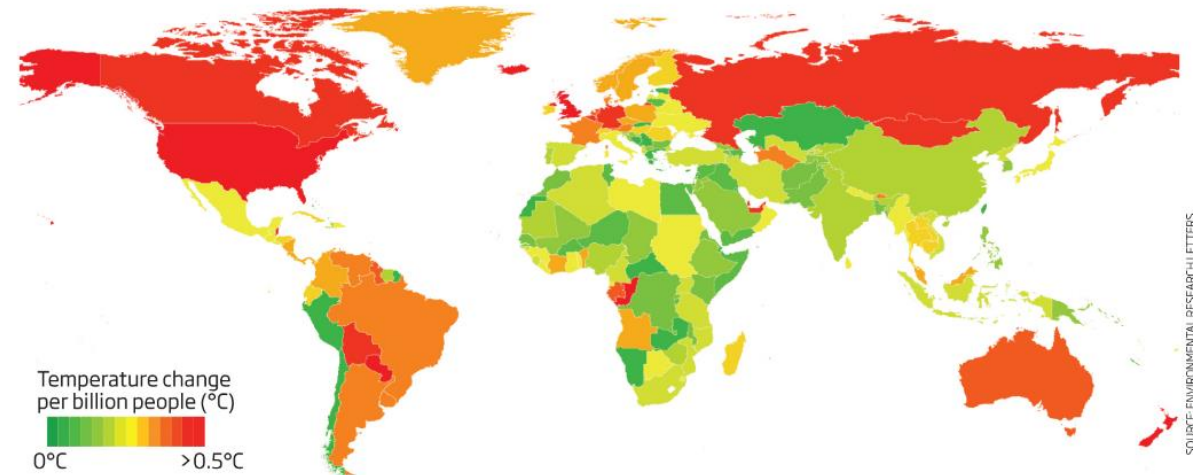 Temperature change
per billion people (°C)
0°C >0.5°C
SOURCE: ENVIRONMENTAL RESEARCH LETTERS